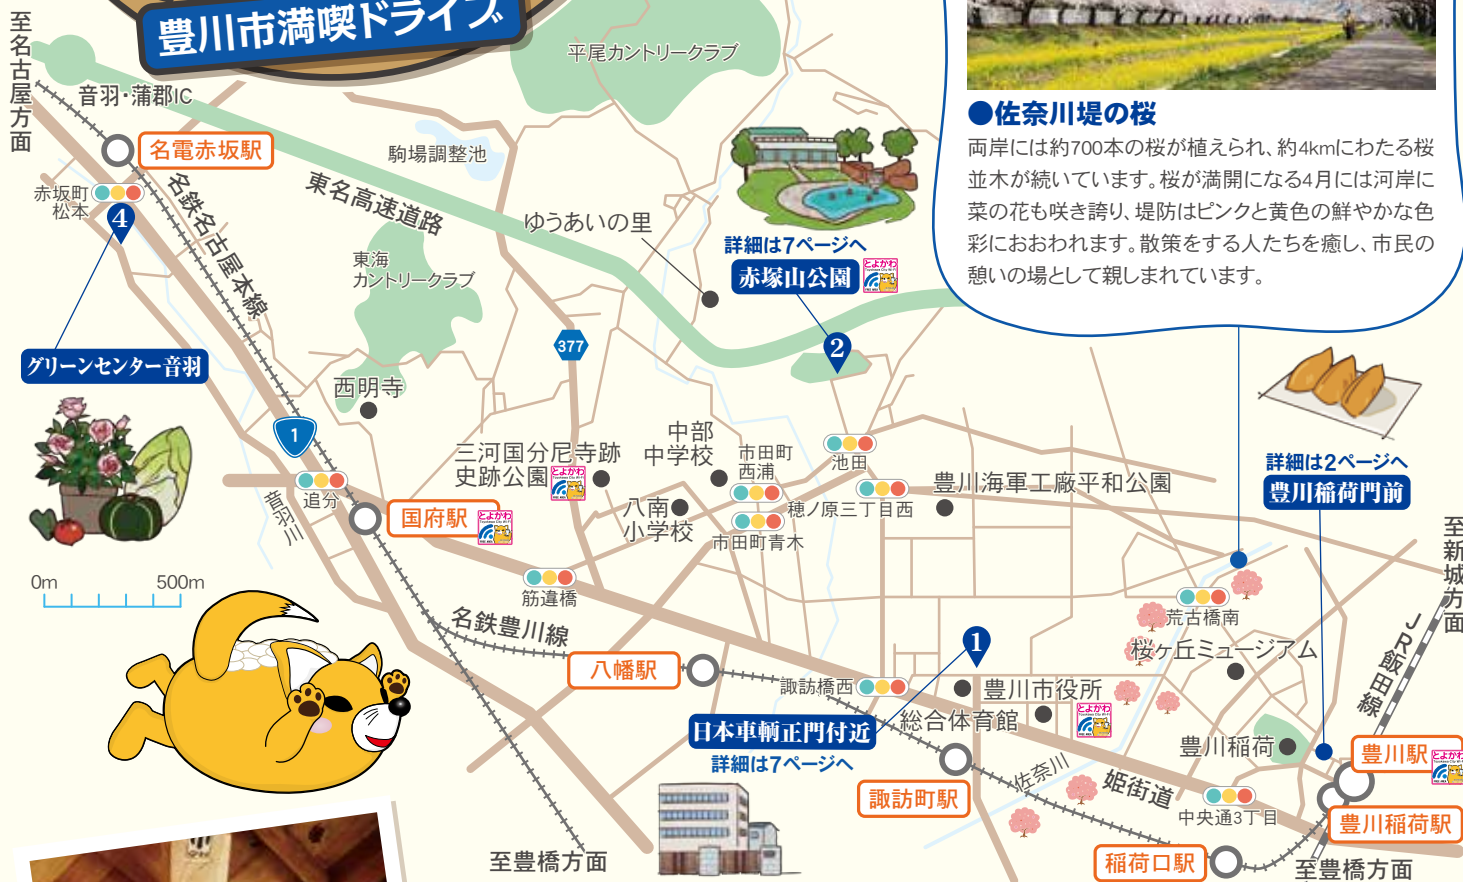 豊川市満喫ドライブ
至名古屋方面
音羽・蒲郡IC
名電赤坂駅
赤坂町
松本
4
名鉄名古屋本線
グリーンセンター音羽
平尾カントリークラブ
駒場調整池
東名高速道路
東海
カントリークラブ
ゆうあいの里
詳細は7ページへ
赤塚山公園
とよかわ
2
●佐奈川堤の桜
両岸には約700本の桜が植えられ、約4kmにわたる桜
並木が続いています。桜が満開になる4月には河岸に
菜の花も咲き誇り、堤防はピンクと黄色の鮮やかな色
彩におおわれます。散策をする人たちを癒し、市民の
憩いの場として親しまれています。
377
西明寺
1
追分
音羽川
国府駅
とよかわ
三河国分尼寺跡
史跡公園
とよかわ
中部
中学校
八南
小学校
市田町
西浦
市田町青木
池田
穂ノ原三丁目西
豊川海軍工廠平和公園
詳細は2ページへ
豊川稲荷門前
至新城方面
0m
500m
筋違橋
名鉄豊川線
八幡駅
諏訪橋西
1
日本車輌正門付近
詳細は7ページへ
豊川市役所
総合体育館
とよかわ
諏訪町駅
佐奈川
姫街道
荒古橋南
桜ヶ丘ミュージアム
豊川稲荷
JR飯田線
豊川駅
とよかわ
豊川稲荷駅
中央通3丁目
稲荷口駅
至豊橋方面
至豊橋方面